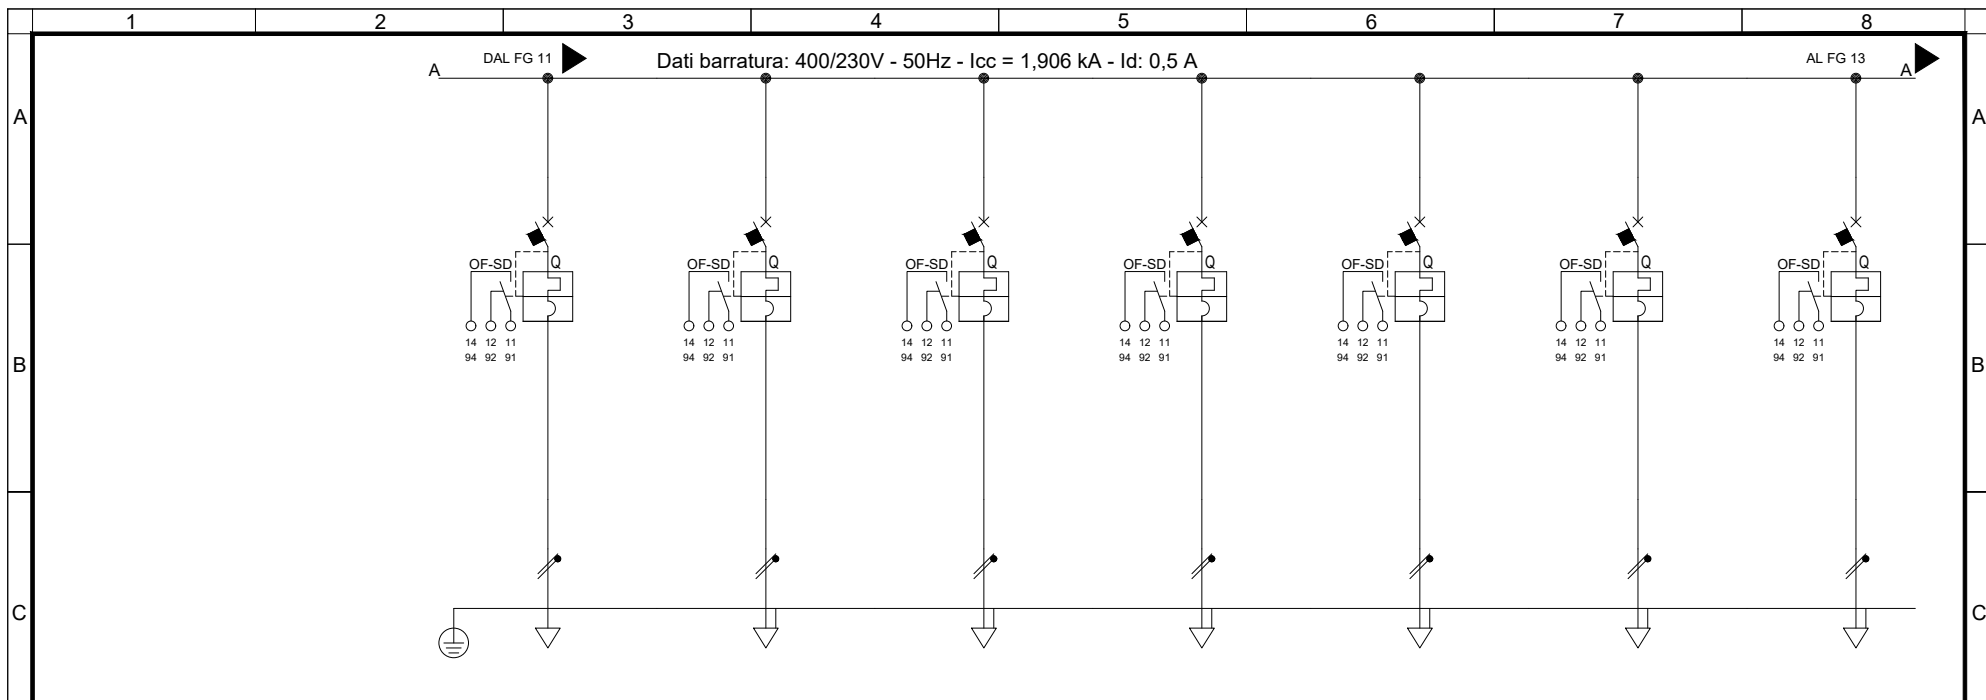 1 2 3 4 5 6 7 8
DAL FG 11 Dati barratura: 400/230V - 50Hz - Icc = 1,906 kA - Id: 0,5 A AL FG 13
A A
A A
OF-SD Q OF-SD Q OF-SD Q OF-SD Q OF-SD Q OF-SD Q OF-SD Q
14 12 11 14 12 11 14 12 11 14 12 11 14 12 11 14 12 11 14 12 11
94 92 91 94 92 91 94 92 91 94 92 91 94 92 91 94 92 91 94 92 91
B B
C C